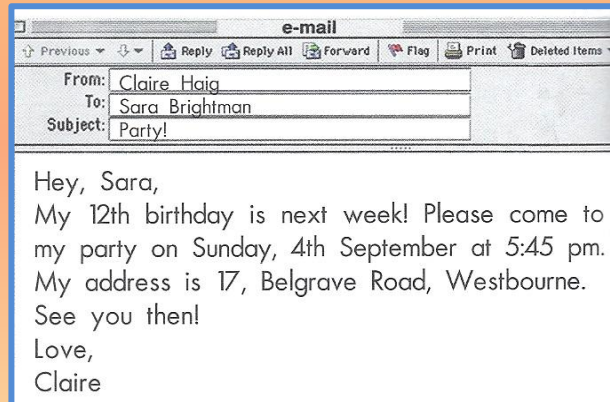 e-mail
Previous Reply Reply All Forward Flag Print Deleted Items
From: Claire Haig
To: Sara Brightman
Subject: Party!
Hey, Sara,
My 12th birthday is next week! Please come to
my party on Sunday, 4th September at 5:45 pm.
My address is 17, Belgrave Road, Westbourne.
See you then!
Love,
Claire